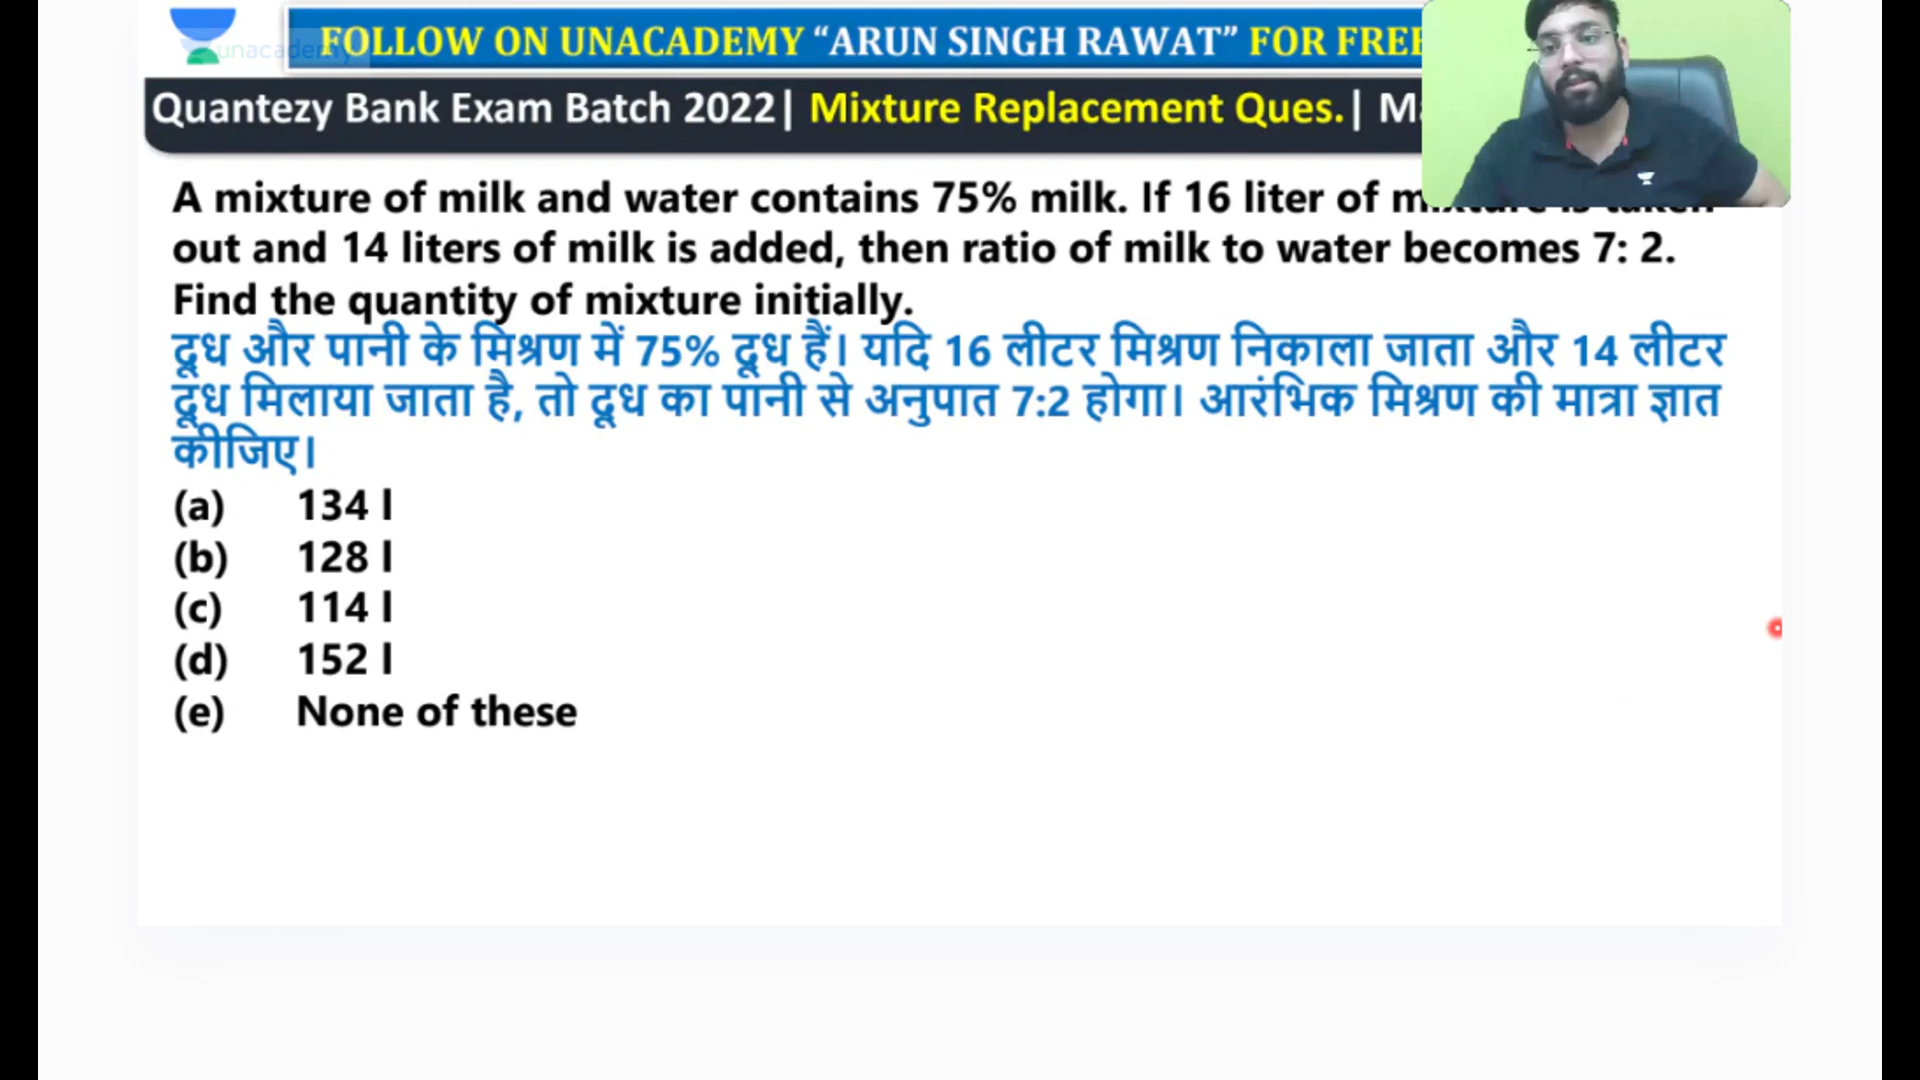 unacademy
FOLLOW ON UNACADEMY “ARUN SINGH RAWAT” FOR FREE
Quantezy Bank Exam Batch 2022| Mixture Replacement Ques.|
A mixture of milk and water contains 75% milk. If 16 liter of
out and 14 liters of milk is added, then ratio of milk to water becomes 7: 2.
Find the quantity of mixture initially.
दूध और पानी के मिश्रण में 75% दूध हैं। यदि 16 लीटर मिश्रण निकाला जाता और 14 लीटर
दूध मिलाया जाता है, तो दूध का पानी से अनुपात 7:2 होगा। आरंभिक मिश्रण की मात्रा ज्ञात
कीजिए।
(a) 134 l
(b) 128 l
(c) 114 l
(d) 152 l
(e) None of these